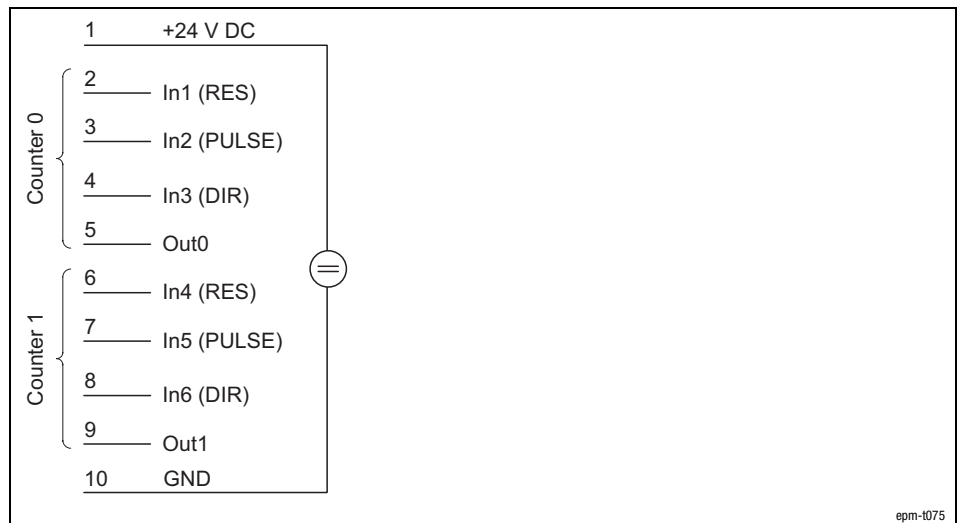 1 +24 V DC
Counter 0
2 In1 (RES)
3 In2 (PULSE)
4 In3 (DIR)
5 Out0
Counter 1
6 In4 (RES)
7 In5 (PULSE)
8 In6 (DIR)
9 Out1
10 GND
epm-t075